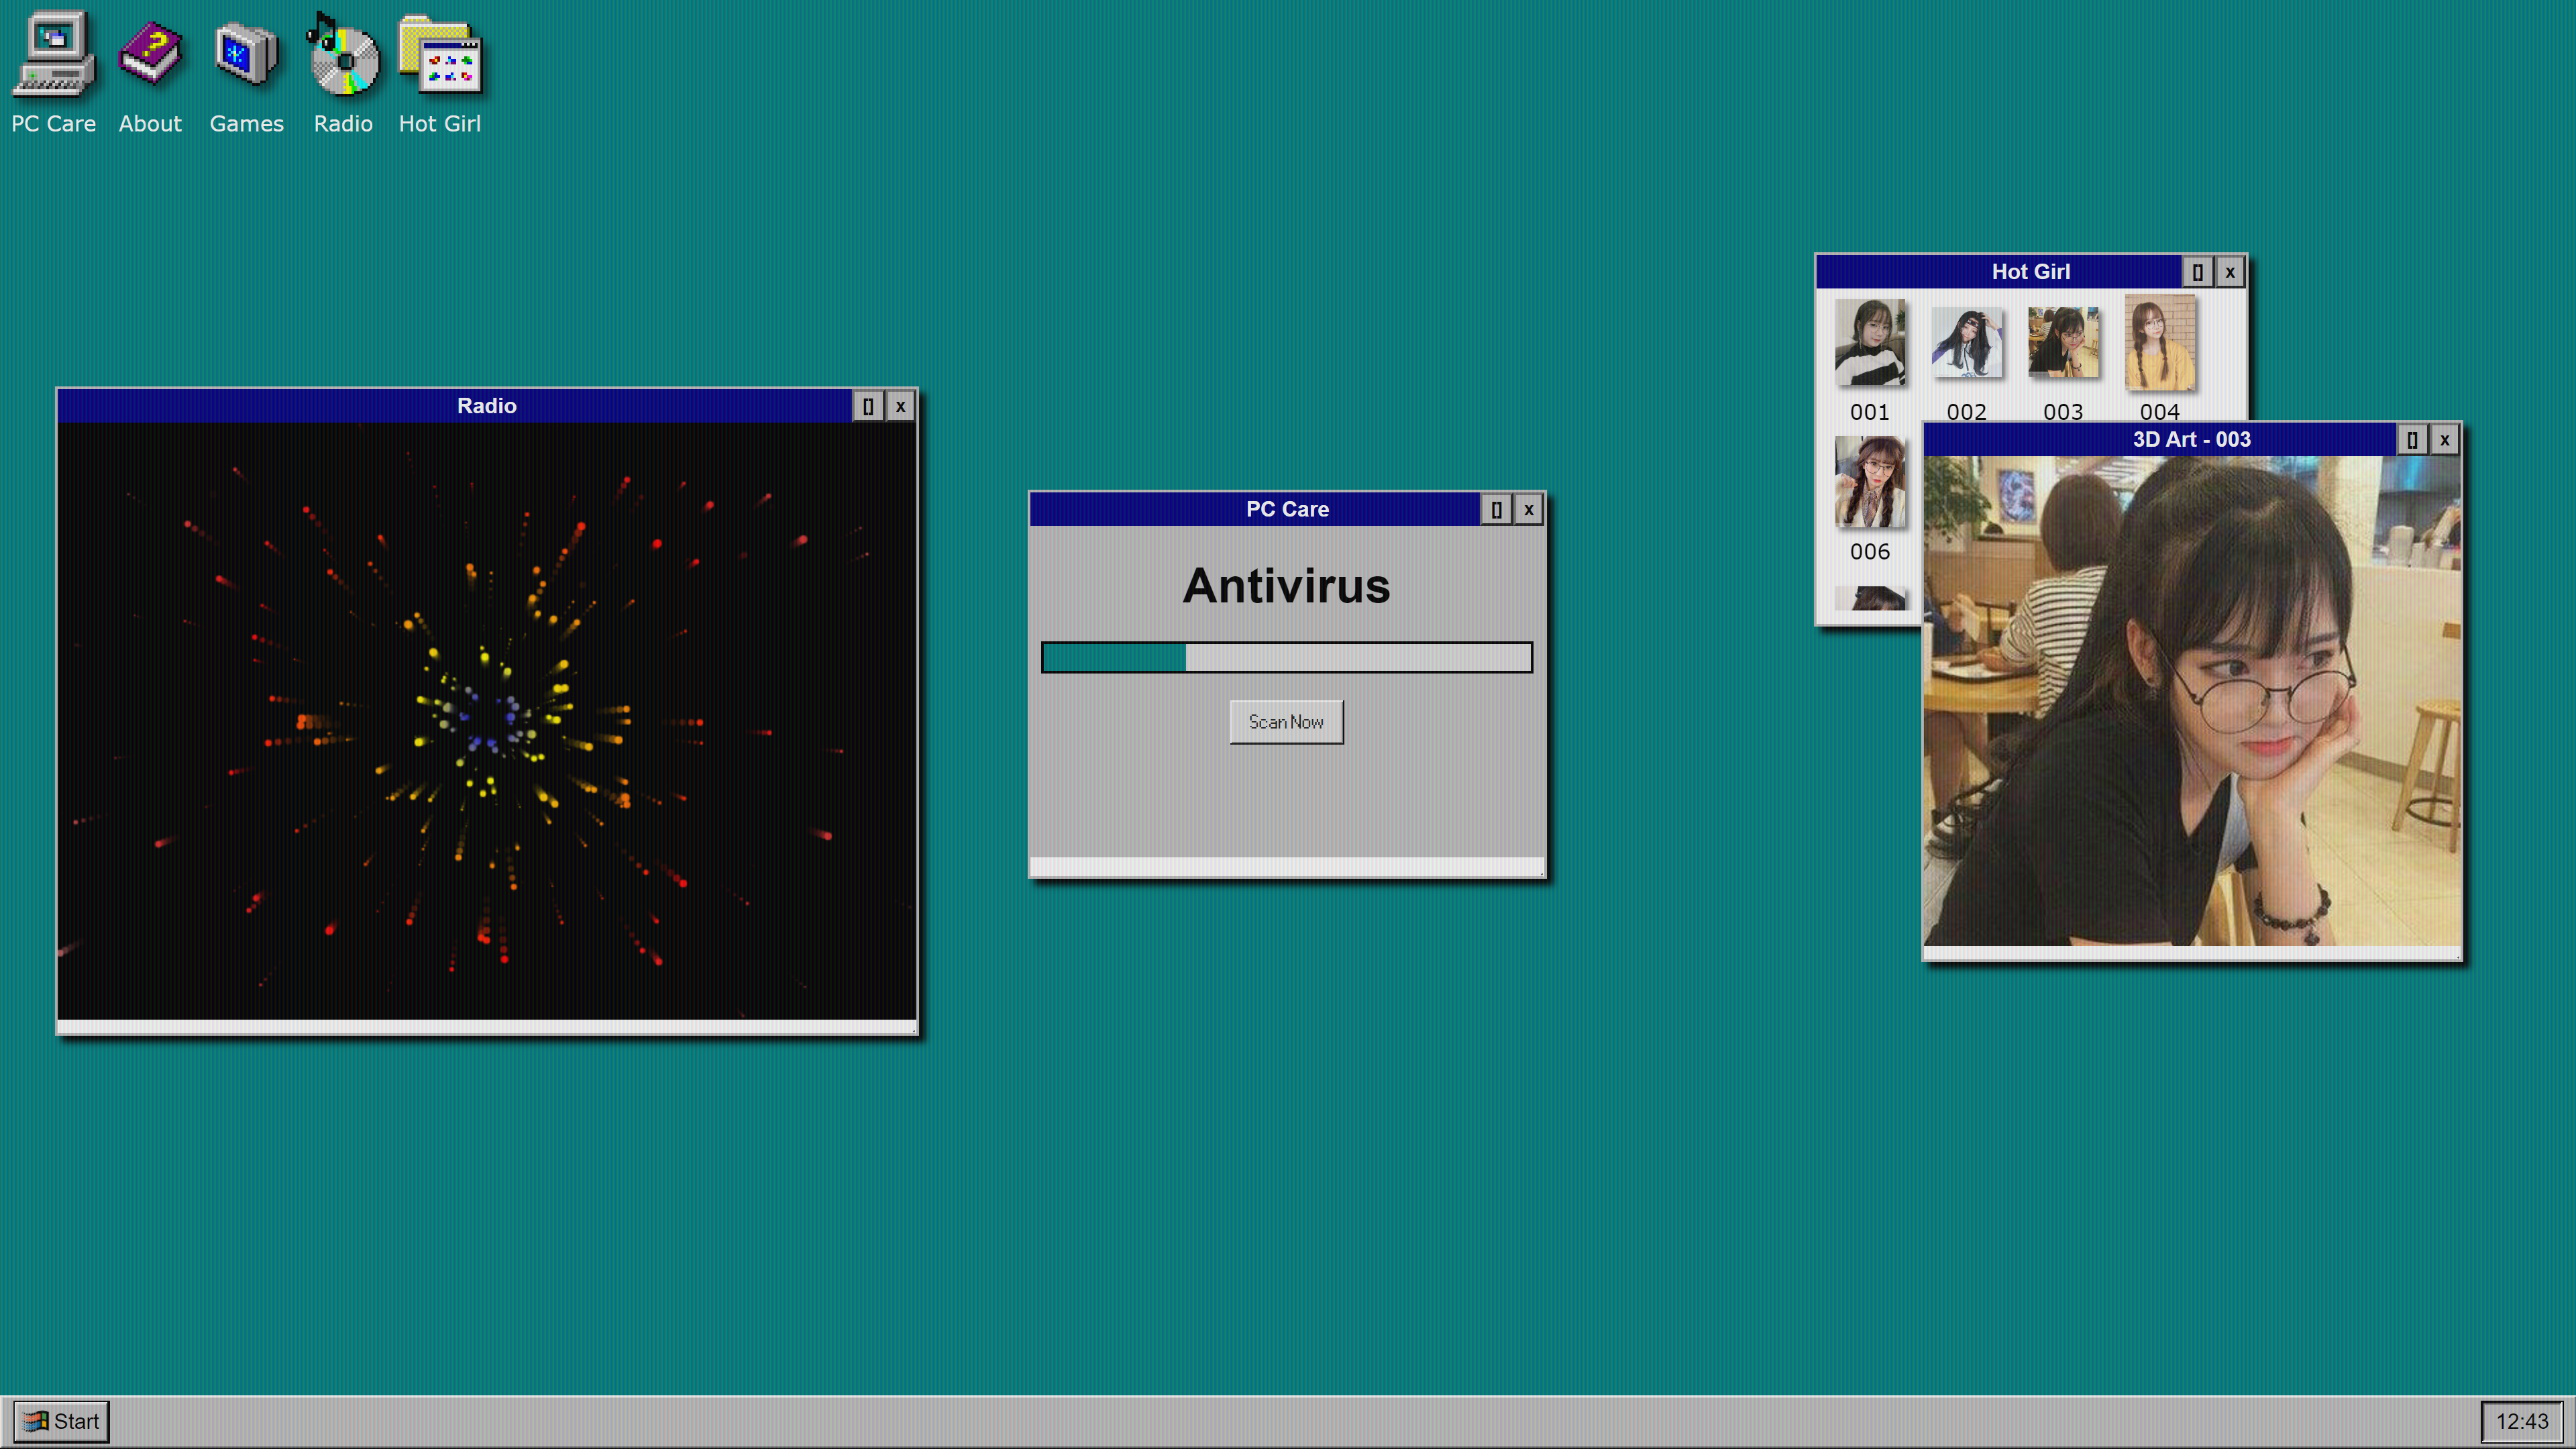 PC Care
About
Games
Radio
Hot Girl
Hot Girl
[]
x
001
002
003
004
006
Radio
[]
x
3D Art - 003
[]
x
PC Care
[]
x
Antivirus
Scan Now
Start
12:43